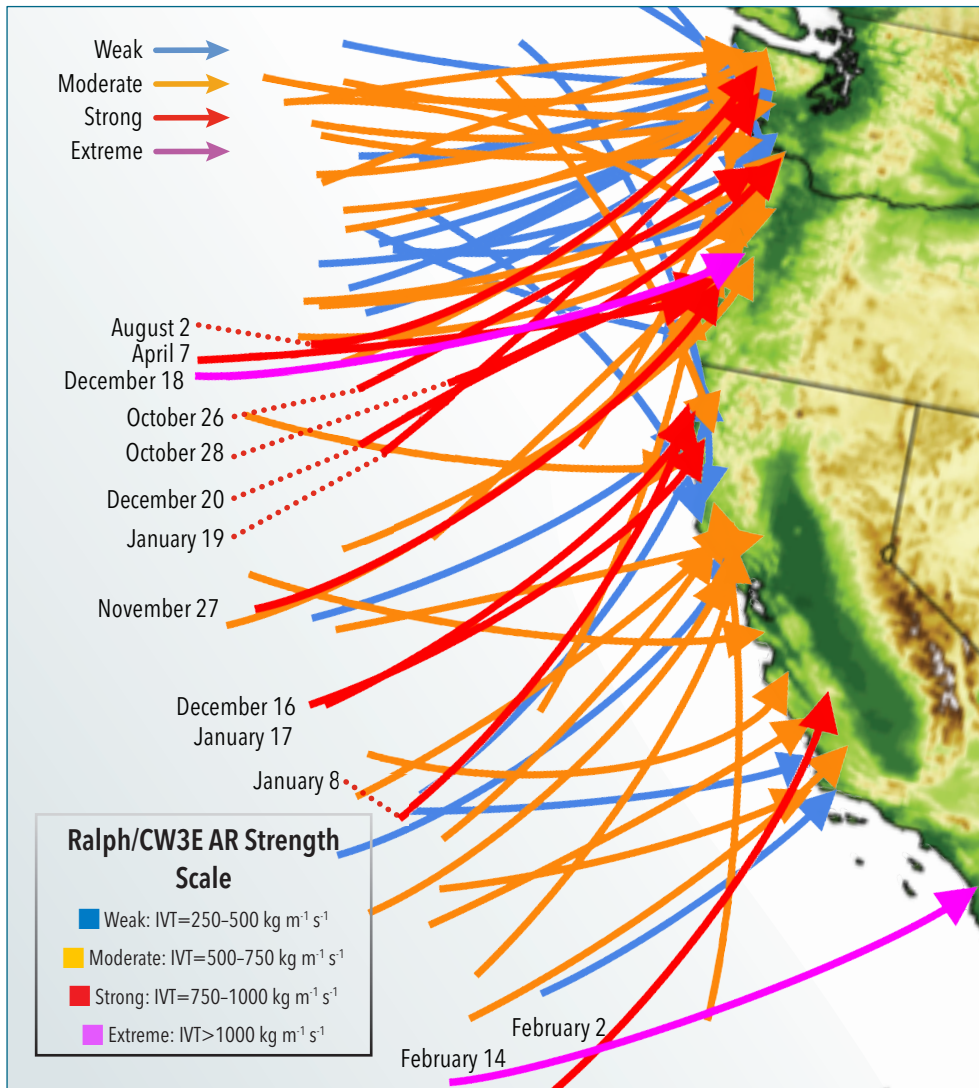 Weak
Moderate
Strong
Extreme
August 2
April 7
December 18
October 26
October 28
December 20
January 19
November 27
December 16
January 17
January 8
Ralph/CW3E AR Strength
Scale
Weak: IVT=250–500 kg m⁻¹ s⁻¹
Moderate: IVT=500–750 kg m⁻¹ s⁻¹
Strong: IVT=750–1000 kg m⁻¹ s⁻¹
Extreme: IVT>1000 kg m⁻¹ s⁻¹
February 2
February 14